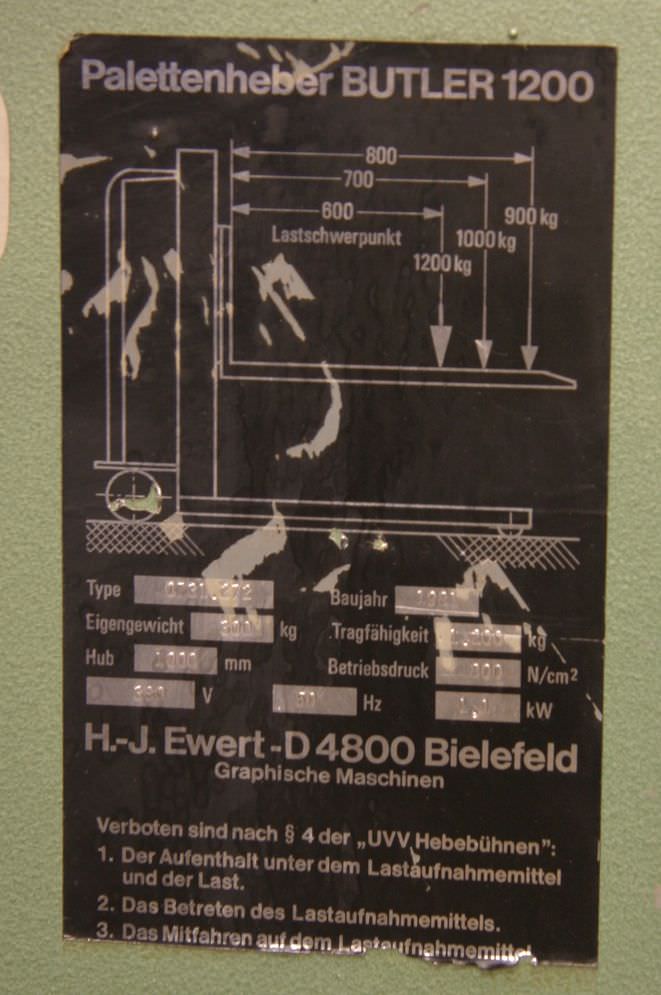 Palettenheber BUTLER 1200
800
700
600
900 kg
Lastschwerpunkt
1000 kg
1200 kg
Type
Baujahr
Eigengewicht kg
Tragfähigkeit kg
Hub mm
Betriebsdruck N/cm²
V
Hz
kW
H.-J. Ewert - D 4800 Bielefeld
Graphische Maschinen
Verboten sind nach § 4 der „UVV Hebebühnen":
1. Der Aufenthalt unter dem Lastaufnahmemittel
und der Last.
2. Das Betreten des Lastaufnahmemittels.
3. Das Mitfahren auf dem Lastaufnahmemittel